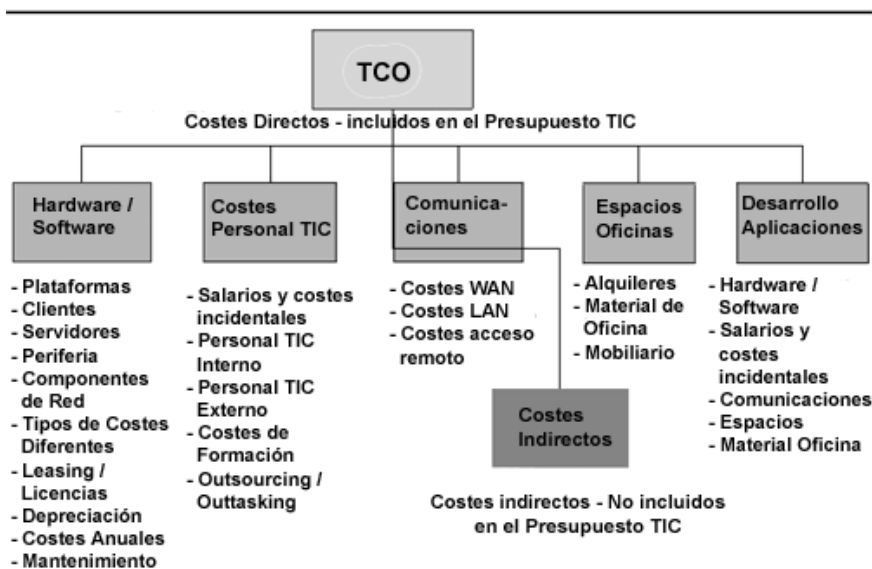 TCO
Costes Directos - incluidos en el Presupuesto TIC
Hardware /
Software
- Plataformas
- Clientes
- Servidores
- Periferia
- Componentes
de Red
- Tipos de Costes
Diferentes
- Leasing /
Licencias
- Depreciación
- Costes Anuales
- Mantenimiento
Costes
Personal TIC
- Salarios y costes
incidentales
- Personal TIC
Interno
- Personal TIC
Externo
- Costes de
Formación
- Outsourcing /
Outtasking
Comunica-
ciones
- Costes WAN
- Costes LAN
- Costes acceso
remoto
Espacios
Oficinas
- Alquileres
- Material de
Oficina
- Mobiliario
Desarrollo
Aplicaciones
- Hardware /
Software
- Salarios y
costes
incidentales
- Comunicaciones
- Espacios
- Material Oficina
Costes
Indirectos
Costes indirectos - No incluidos
en el Presupuesto TIC